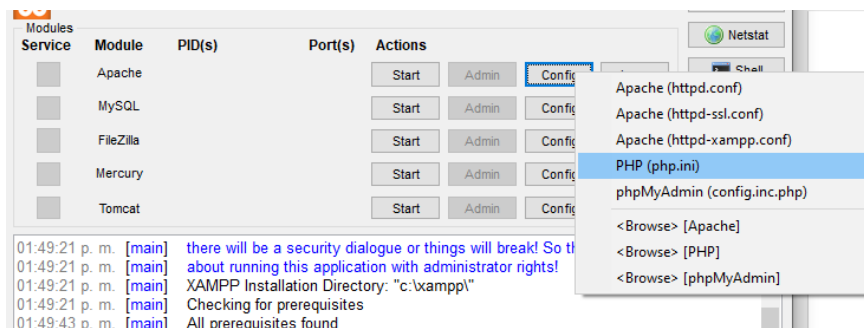 Modules
Service Module PID(s) Port(s) Actions
Netstat
Apache Start Admin Config
Shell
MySQL Start Admin
FileZilla Start Admin
Mercury Start Admin
Tomcat Start Admin
Apache (httpd.conf)
Apache (httpd-ssl.conf)
Apache (httpd-xampp.conf)
PHP (php.ini)
phpMyAdmin (config.inc.php)
<Browse> [Apache]
<Browse> [PHP]
<Browse> [phpMyAdmin]
01:49:21 p. m. [main] there will be a security dialogue or things will break! So
01:49:21 p. m. [main] about running this application with administrator rights!
01:49:21 p. m. [main] XAMPP Installation Directory: "c:\xampp\"
01:49:21 p. m. [main] Checking for prerequisites
01:49:43 p. m. [main] All prerequisites found